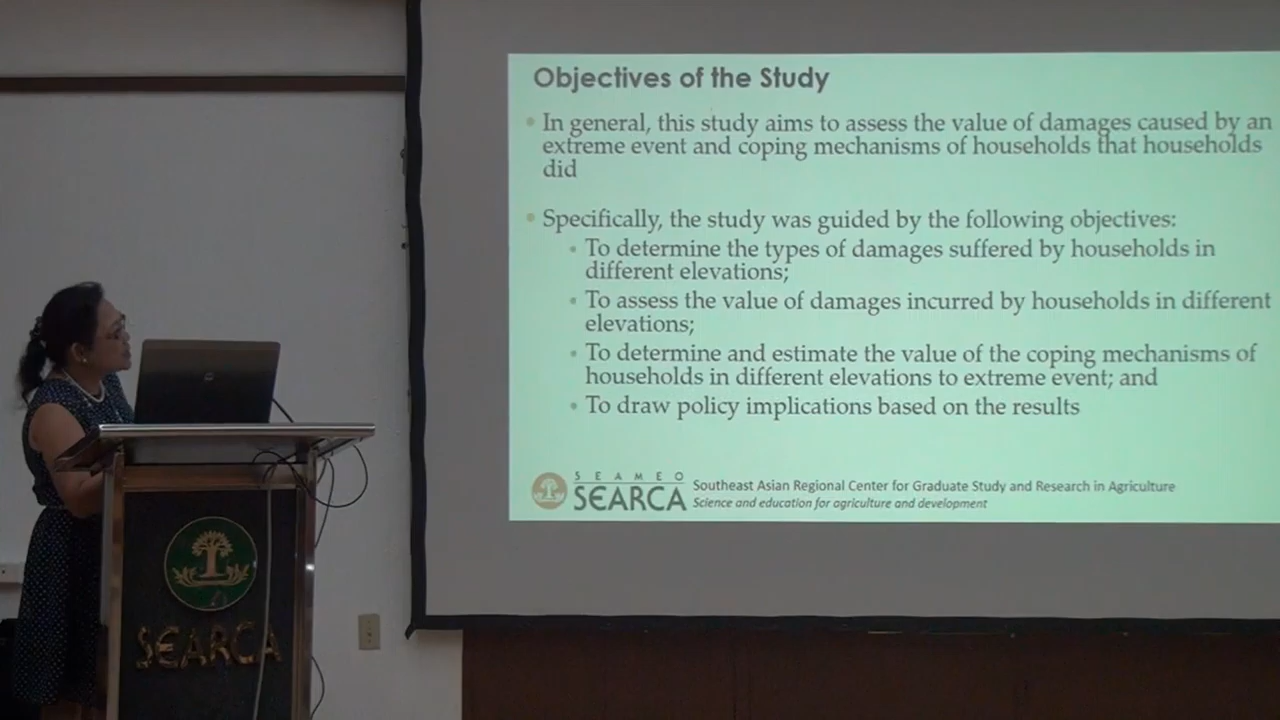 Objectives of the Study
• In general, this study aims to assess the value of damages caused by an
extreme event and coping mechanisms of households that households
did
• Specifically, the study was guided by the following objectives:
• To determine the types of damages suffered by households in
different elevations;
• To assess the value of damages incurred by households in different
elevations;
• To determine and estimate the value of the coping mechanisms of
households in different elevations to extreme event; and
• To draw policy implications based on the results
SEAMEO
SEARCA
Southeast Asian Regional Center for Graduate Study and Research in Agriculture
Science and education for agriculture and development
SEARCA